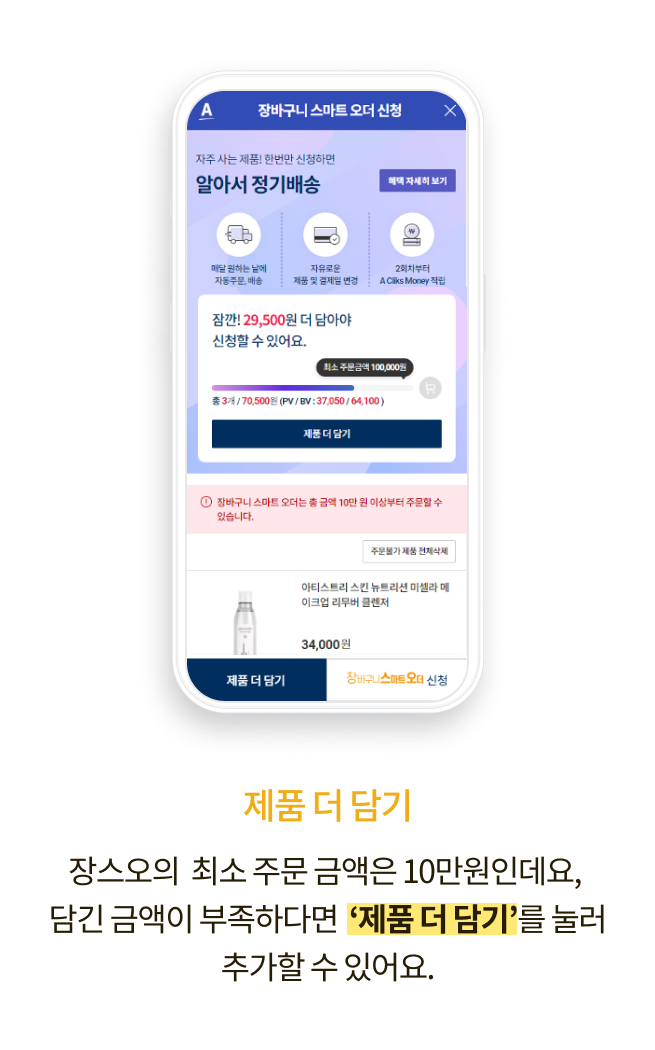 A 장바구니 스마트 오더 신청
자주 사는 제품! 한번만 신청하면
알아서 정기배송
혜택 자세히 보기
매달 원하는 날에
자동주문, 배송
자유로운
제품 및 결제일 변경
2회차부터
A Cliks Money 적립
잠깐! 29,500원 더 담아야
신청할 수 있어요.
최소 주문금액 100,000원
총 3개 / 70,500원 (PV / BV : 37,050 / 64,100 )
제품 더 담기
장바구니 스마트 오더는 총 금액 10만 원 이상부터 주문할 수
있습니다.
주문불가 제품 전체삭제
아티스트리 스킨 뉴트리션 미셀라 메
이크업 리무버 클렌저
34,000원
제품 더 담기
장바구니스마트오더 신청
제품 더 담기
장스오의 최소 주문 금액은 10만원인데요,
담긴 금액이 부족하다면 ‘제품 더 담기’를 눌러
추가할 수 있어요.